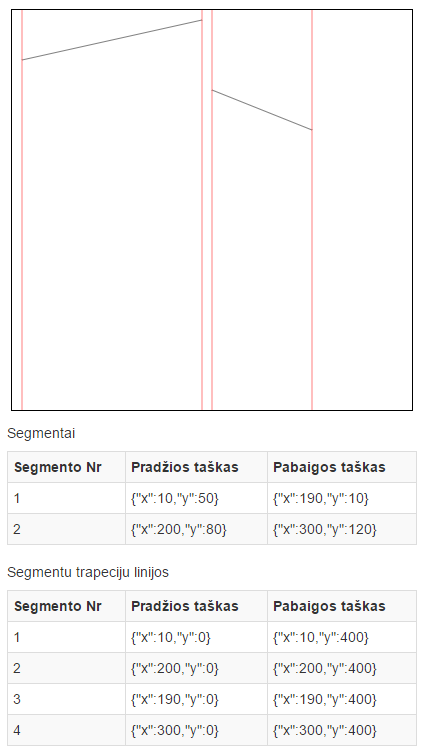 Segmentai
Segmento Nr Pradžios taškas Pabaigos taškas
1 {"x":10,"y":50} {"x":190,"y":10}
2 {"x":200,"y":80} {"x":300,"y":120}
Segmentu trapeciju linijos
Segmento Nr Pradžios taškas Pabaigos taškas
1 {"x":10,"y":0} {"x":10,"y":400}
2 {"x":200,"y":0} {"x":200,"y":400}
3 {"x":190,"y":0} {"x":190,"y":400}
4 {"x":300,"y":0} {"x":300,"y":400}